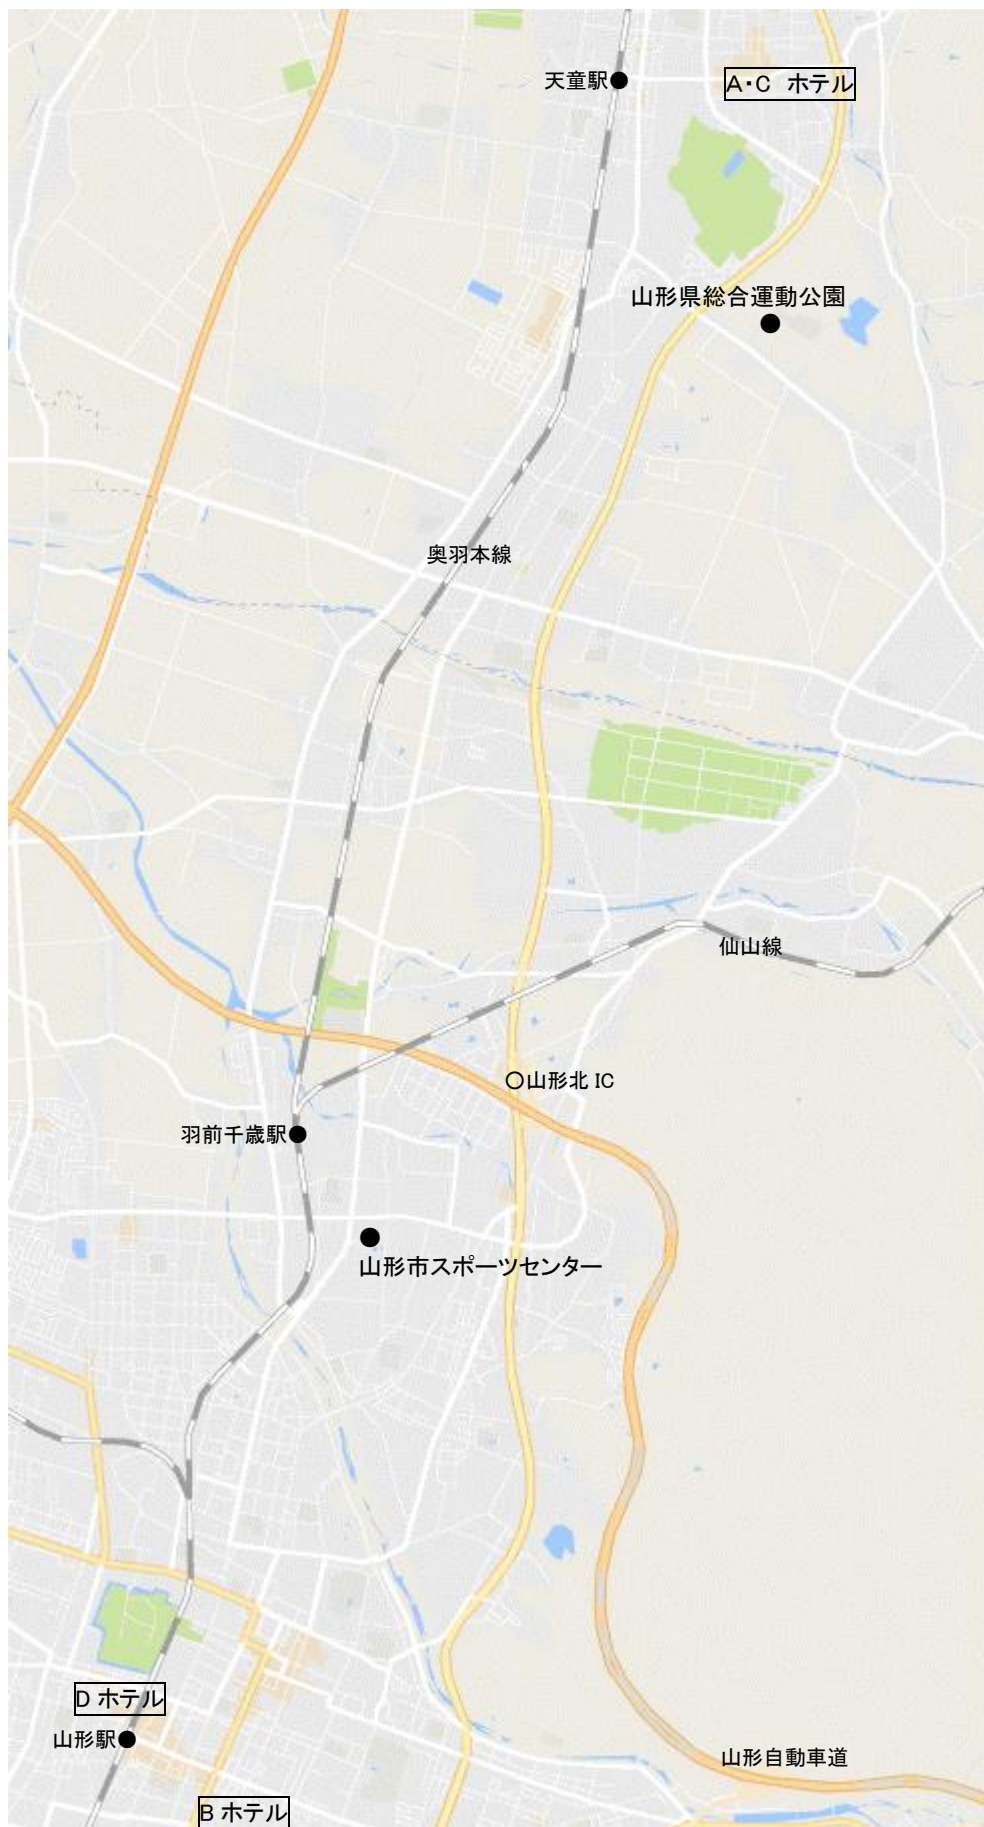 天童駅
A・C ホテル
山形県総合運動公園
奥羽本線
仙山線
山形北 IC
羽前千歳駅
山形市スポーツセンター
D ホテル
山形駅
山形自動車道
B ホテル